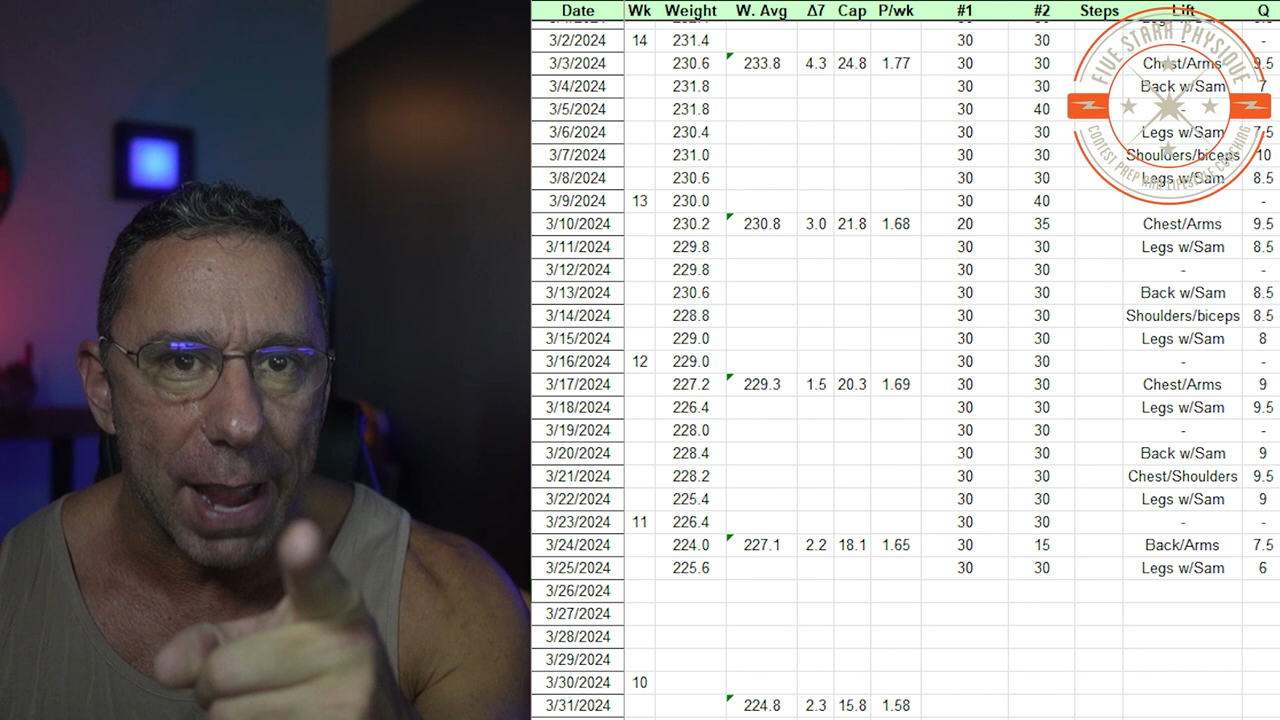 Date Wk Weight W. Avg Δ7 Cap P/wk #1 #2 Steps Lift Q
3/2/2024 14 231.4 30 30 - -
3/3/2024 230.6 233.8 4.3 24.8 1.77 30 30 Chest/Arms 9.5
3/4/2024 231.8 30 30 Back w/Sam 7
3/5/2024 231.8 30 40
3/6/2024 230.4 30 30 Legs w/Sam 7.5
3/7/2024 231.0 30 30 Shoulders/biceps 10
3/8/2024 230.6 30 30 Legs w/Sam 8.5
3/9/2024 13 230.0 30 40 -
3/10/2024 230.2 230.8 3.0 21.8 1.68 20 35 Chest/Arms 9.5
3/11/2024 229.8 30 30 Legs w/Sam 8.5
3/12/2024 229.8 30 30 - -
3/13/2024 230.6 30 30 Back w/Sam 8.5
3/14/2024 228.8 30 30 Shoulders/biceps 8.5
3/15/2024 229.0 30 30 Legs w/Sam 8
3/16/2024 12 229.0 30 30 - -
3/17/2024 227.2 229.3 1.5 20.3 1.69 30 30 Chest/Arms 9
3/18/2024 226.4 30 30 Legs w/Sam 9.5
3/19/2024 228.0 30 30 - -
3/20/2024 228.4 30 30 Back w/Sam 9
3/21/2024 228.2 30 30 Chest/Shoulders 9.5
3/22/2024 225.4 30 30 Legs w/Sam 9
3/23/2024 11 226.4 30 30 - -
3/24/2024 224.0 227.1 2.2 18.1 1.65 30 15 Back/Arms 7.5
3/25/2024 225.6 30 30 Legs w/Sam 6
3/26/2024
3/27/2024
3/28/2024
3/29/2024
3/30/2024 10
3/31/2024 224.8 2.3 15.8 1.58
FIVE STARR PHYSIQUE
CONTEST PREP AND LIFESTYLE COACHING